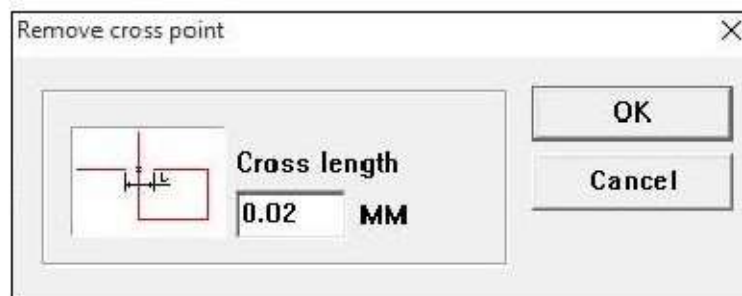 Remove cross point
OK
L
Cross length
Cancel
0.02 MM